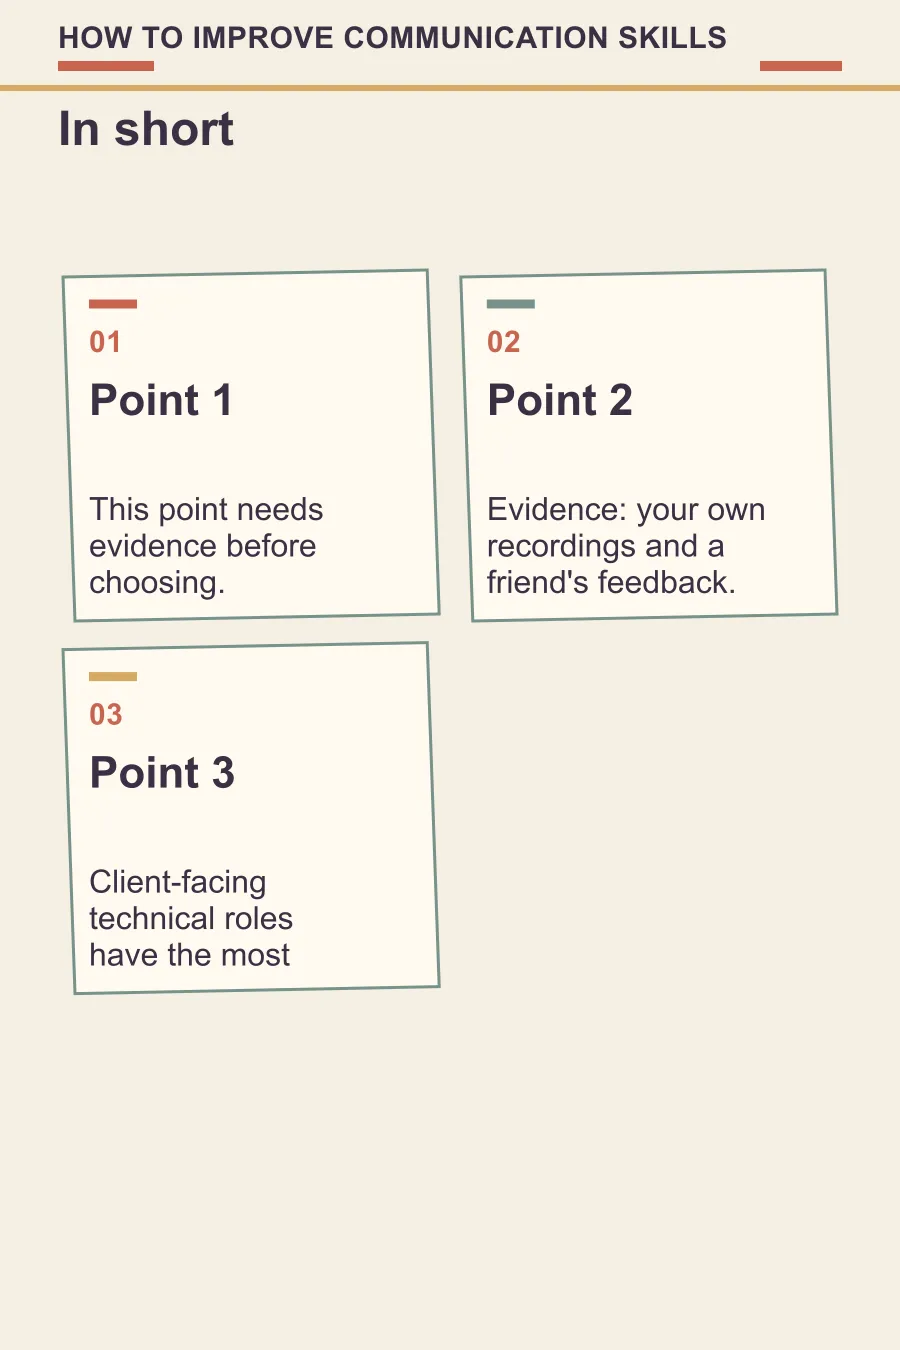 HOW TO IMPROVE COMMUNICATION SKILLS
In short
01
Point 1
This point needs
evidence before
choosing.
02
Point 2
Evidence: your own
recordings and a
friend's feedback.
03
Point 3
Client-facing
technical roles
have the most